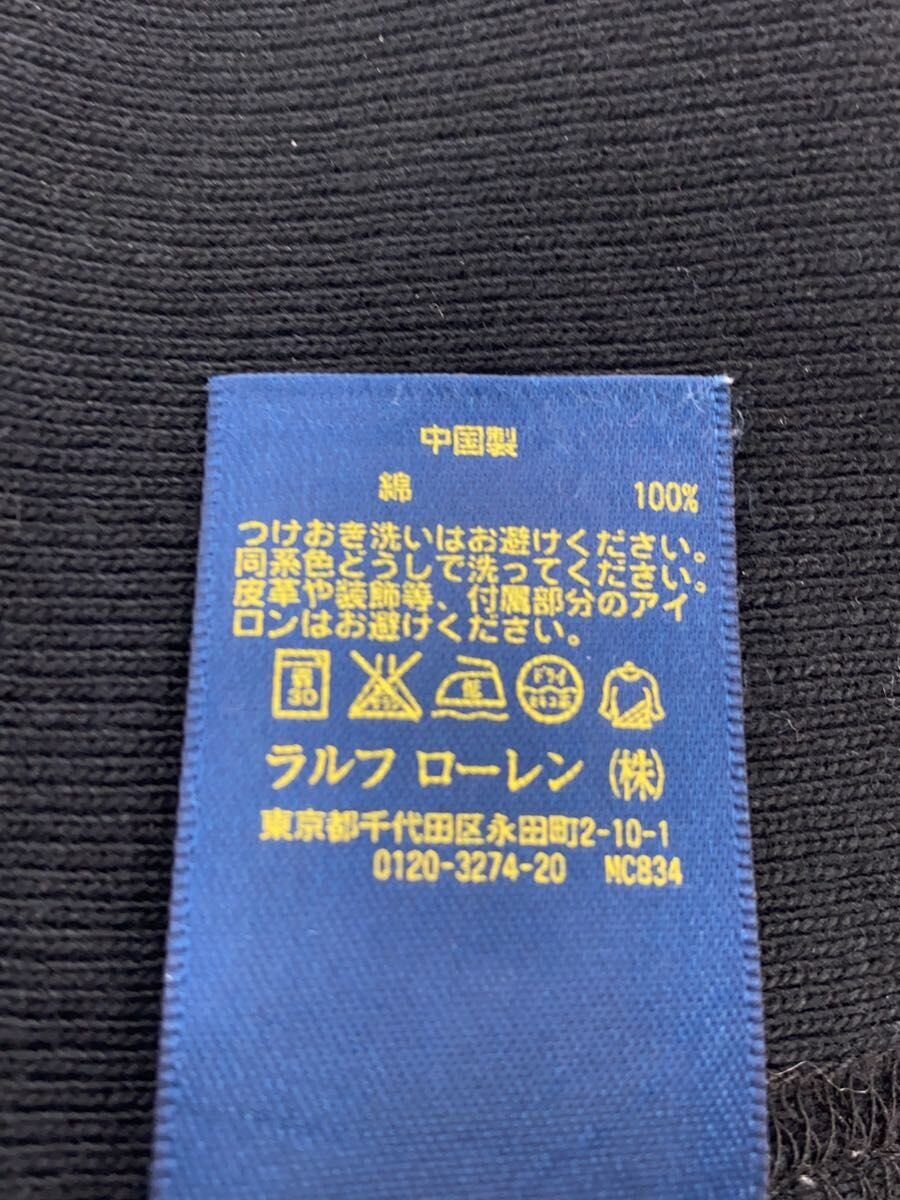 中国製
綿 100%
つけおき洗いはお避けください。
同系色どうしで洗ってください。
皮革や装飾等、付属部分のアイ
ロンはお避けください。
30
ラルフ ローレン (株)
東京都千代田区永田町2-10-1
0120-3274-20 MC834